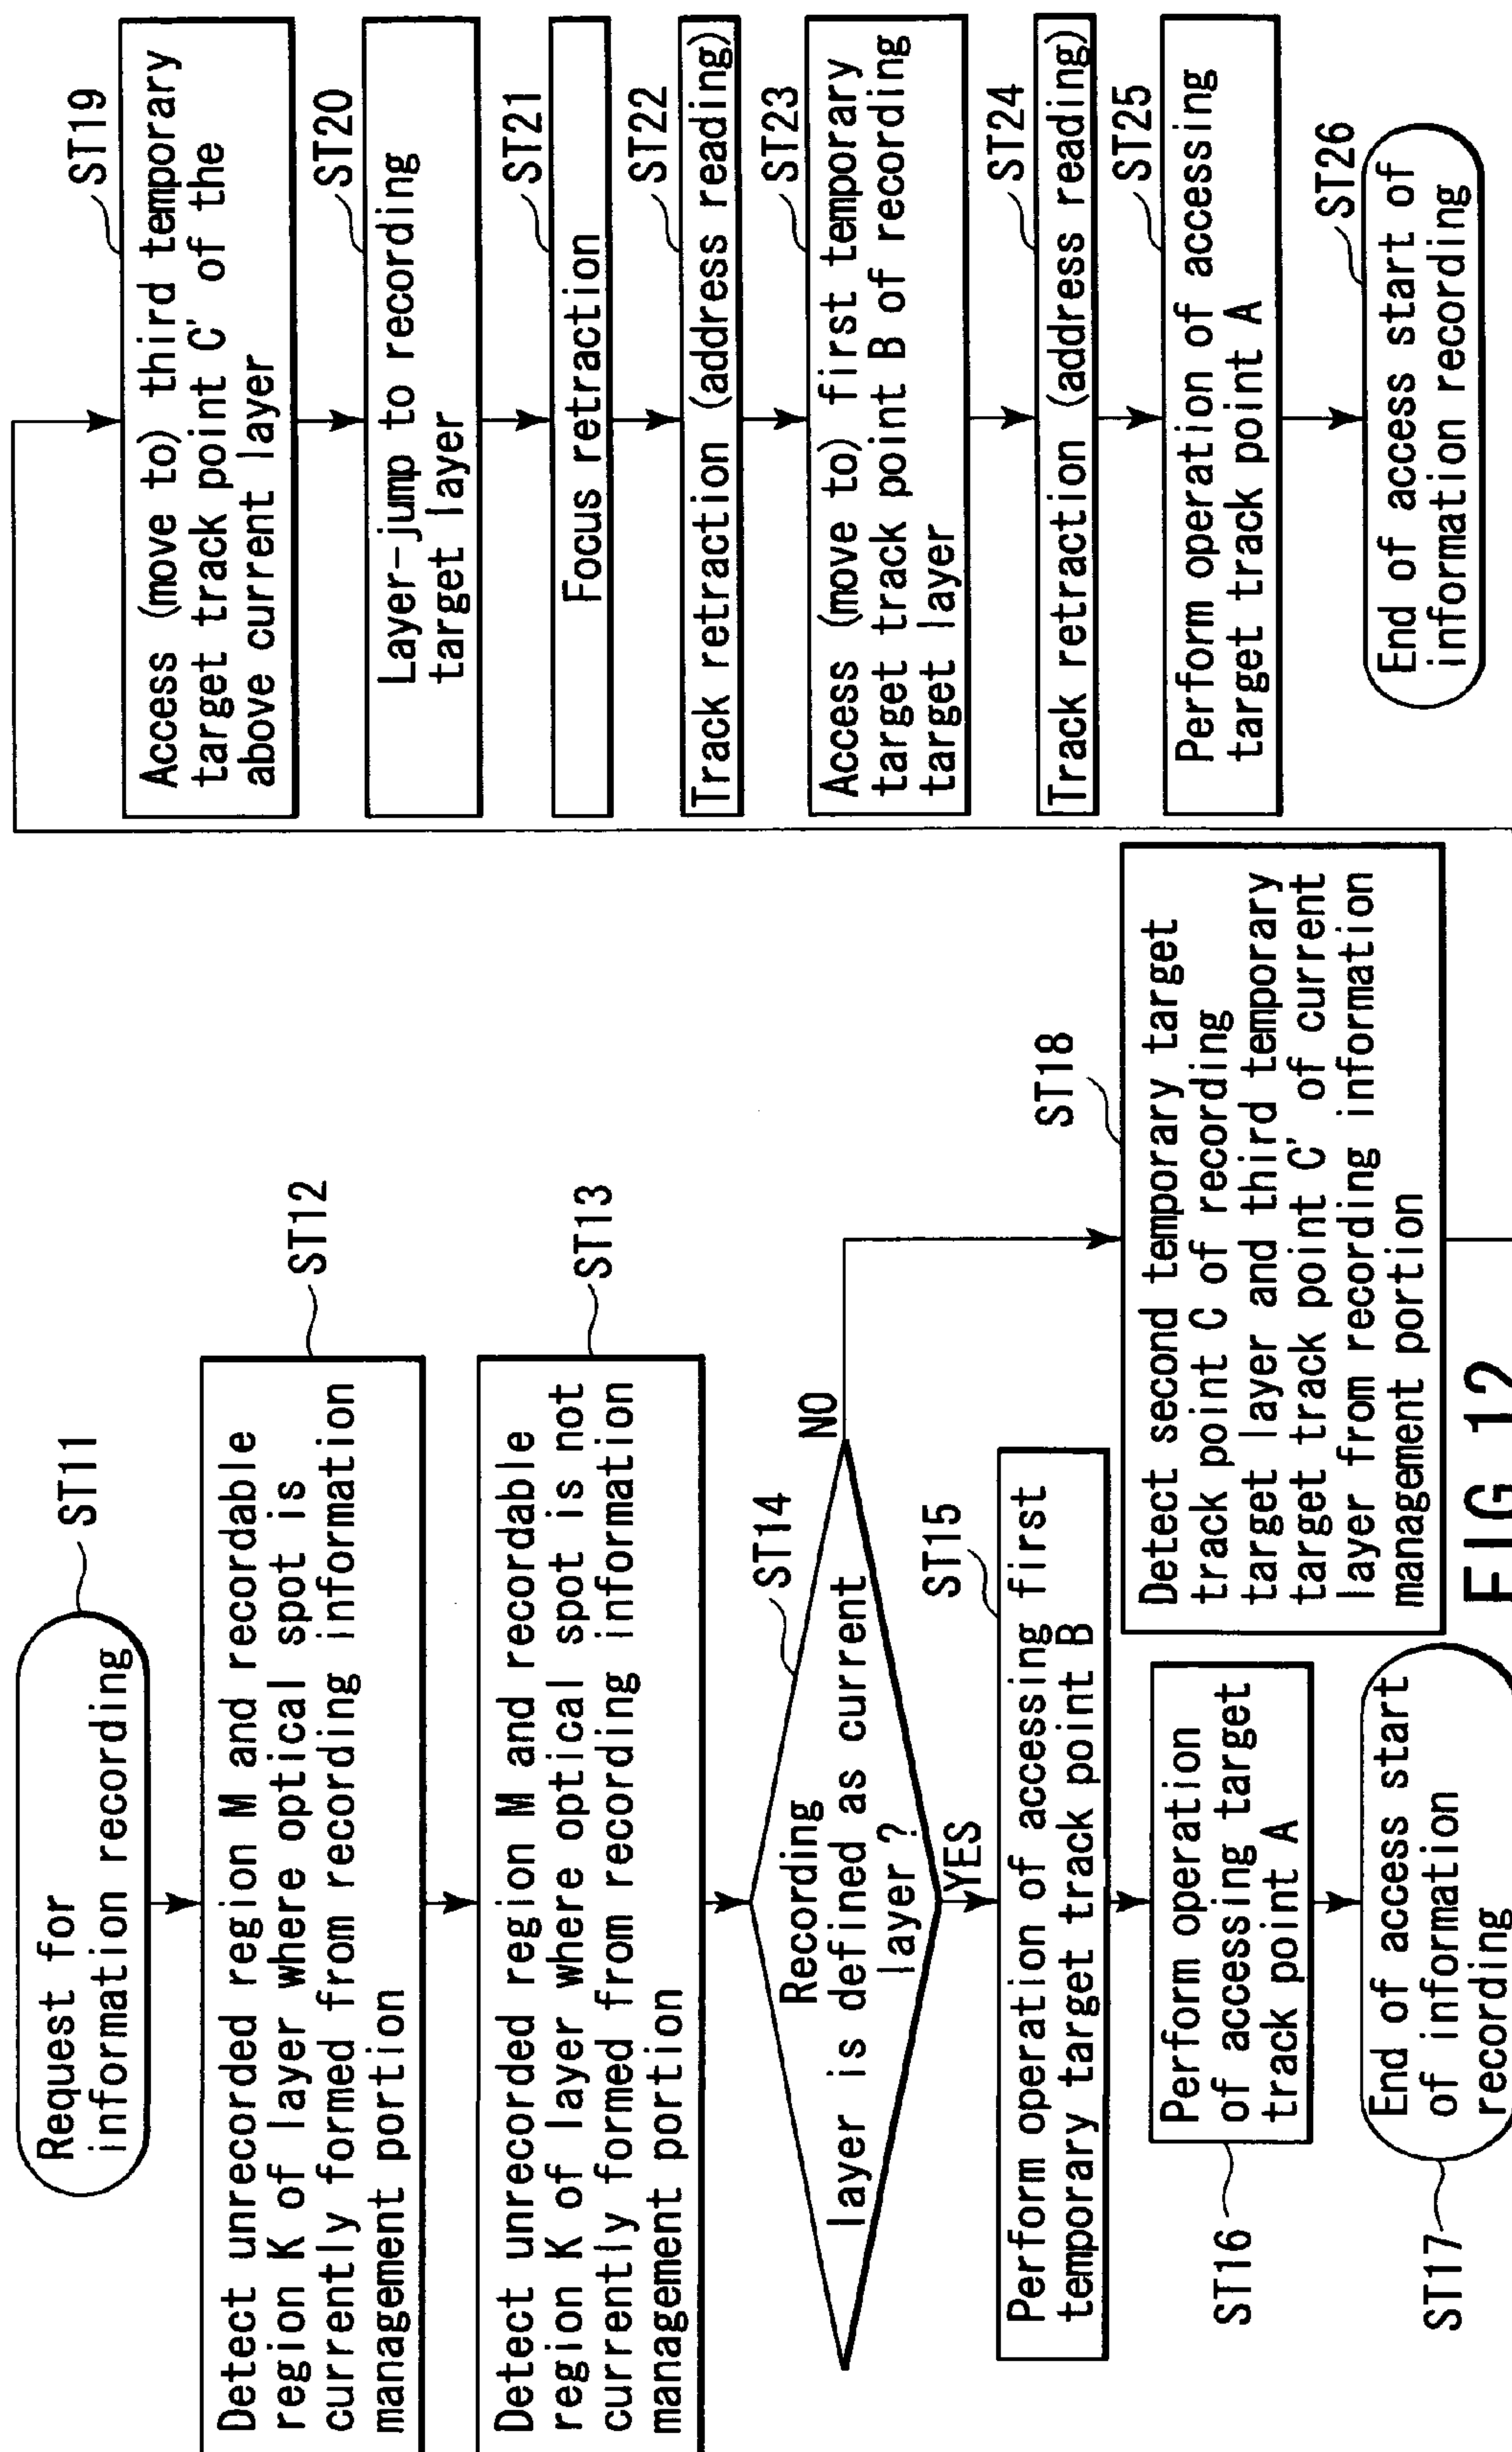 Request for
information recording
ST11
Detect unrecorded region M and recordable
region K of layer where optical spot is
currently formed from recording information
management portion
ST12
Detect unrecorded region M and recordable
region K of layer where optical spot is not
currently formed from recording information
management portion
ST13
Recording
layer is defined as current
layer?
ST14
NO
YES
Perform operation of accessing first
temporary target track point B
ST15
Perform operation
of accessing target
track point A
ST16
End of access start
of information
recording
ST17
Detect second temporary target
track point C of recording
target layer and third temporary
target track point C' of current
layer from recording information
management portion
ST18
Access (move to) third temporary
target track point C' of the
above current layer
ST19
Layer-jump to recording
target layer
ST20
Focus retraction
ST21
Track retraction (address reading)
ST22
Access (move to) first temporary
target track point B of recording
target layer
ST23
Track retraction (address reading)
ST24
Perform operation of accessing
target track point A
ST25
End of access start of
information recording
ST26
FIG. 12